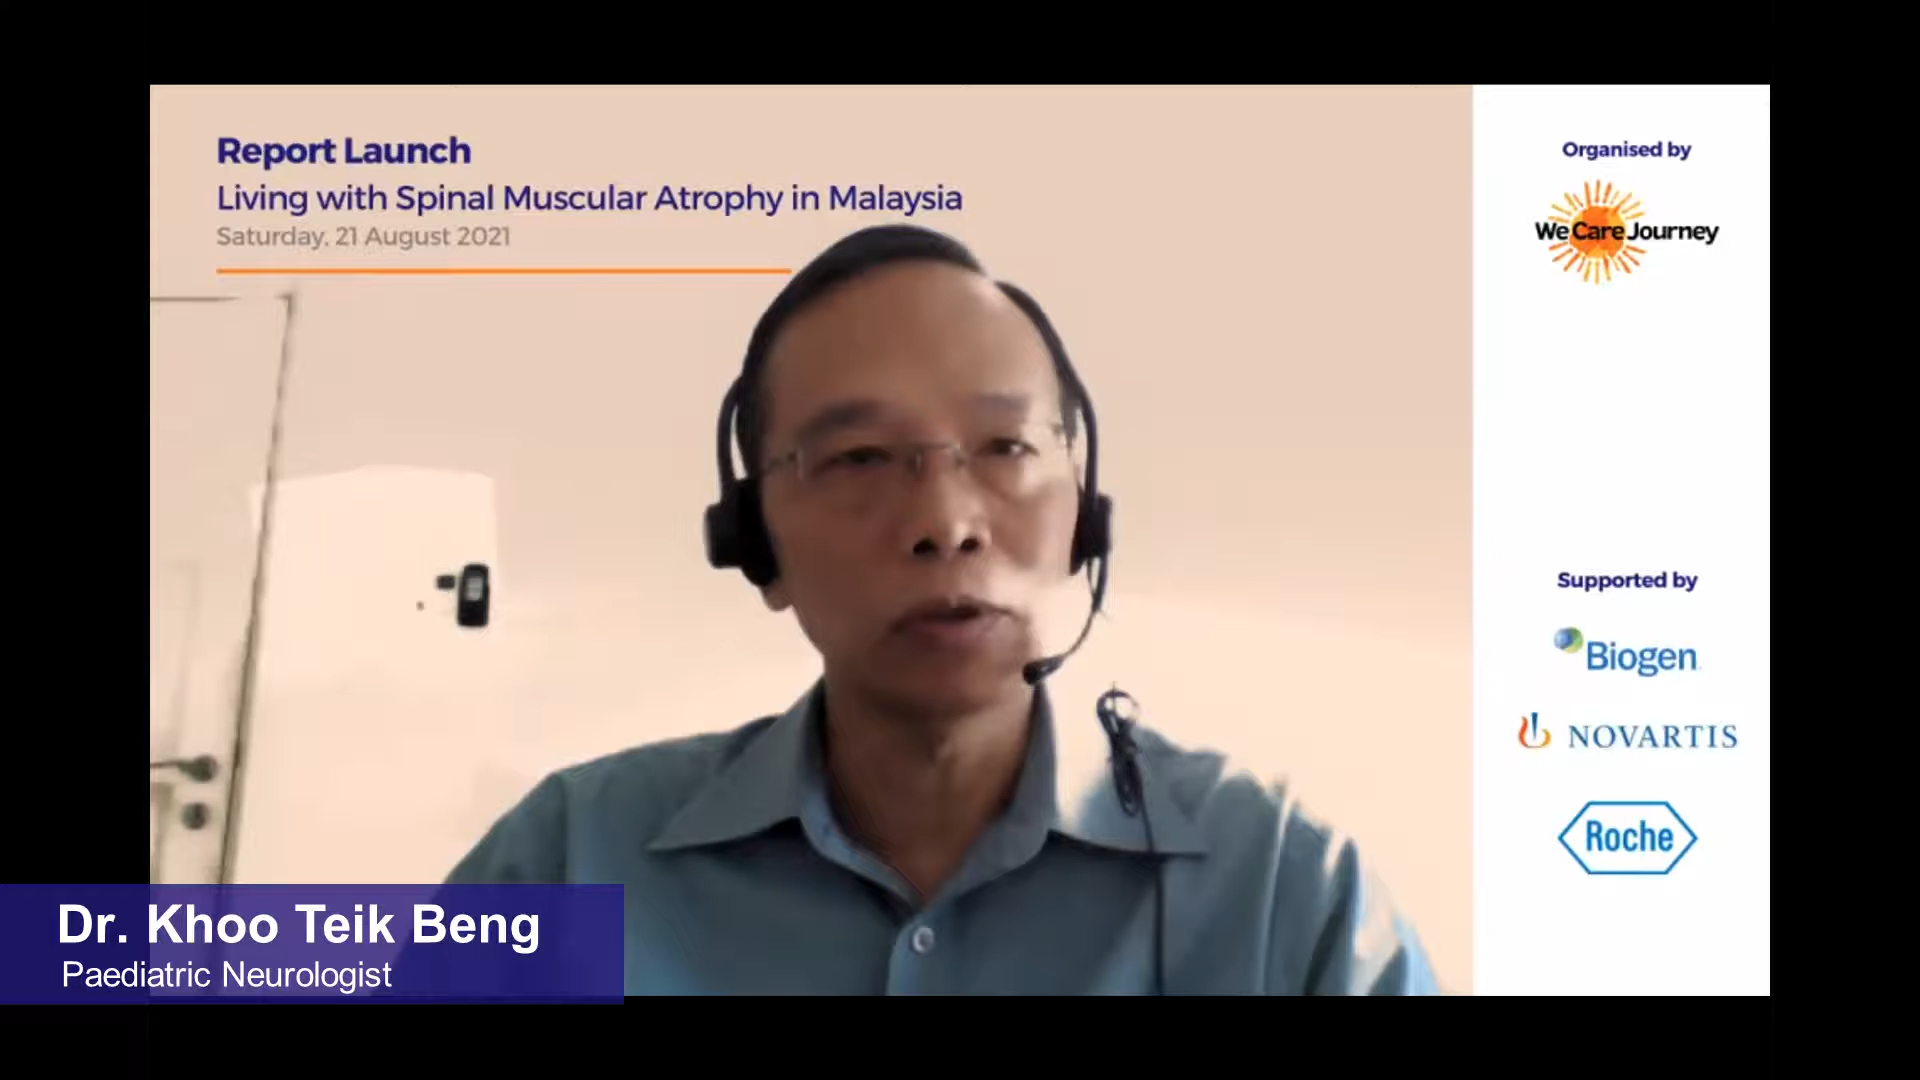 Report Launch
Living with Spinal Muscular Atrophy in Malaysia
Saturday, 21 August 2021
Organised by
We Care Journey
Supported by
Biogen
NOVARTIS
Roche
Dr. Khoo Teik Beng
Paediatric Neurologist